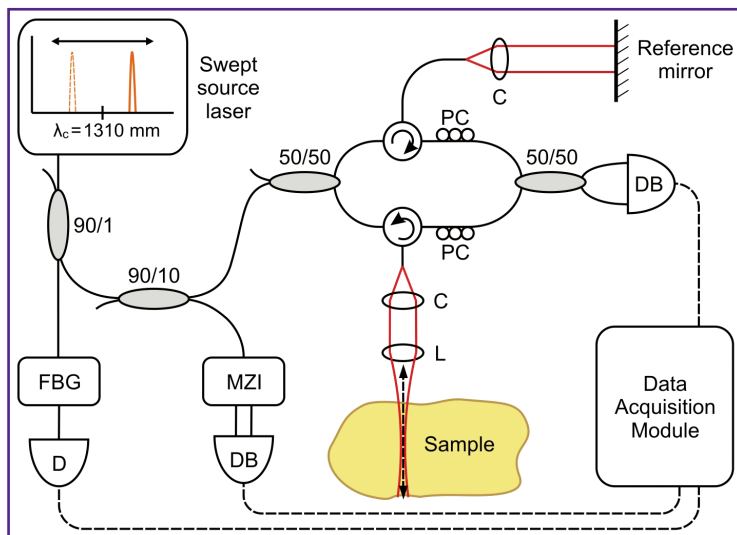 Swept
source
laser
λc = 1310 mm
Reference
mirror
C
PC
50/50
50/50
DB
90/1
PC
90/10
C
L
FBG
MZI
Data
Acquisition
Module
Sample
D
DB